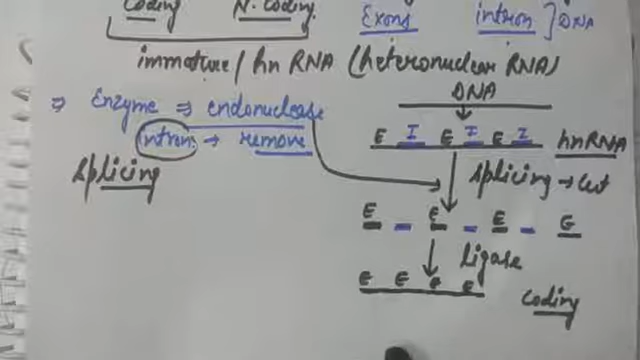 Coding N. Coding Exons intron ] DNA
immature / hn RNA (heteronuclear RNA)
⇒ Enzyme ⇒ endonuclease
intron → remove
Splicing
DNA
E I E I E I hnRNA
Splicing → Cut
E - E - E - E
ligase
E E E E
Coding